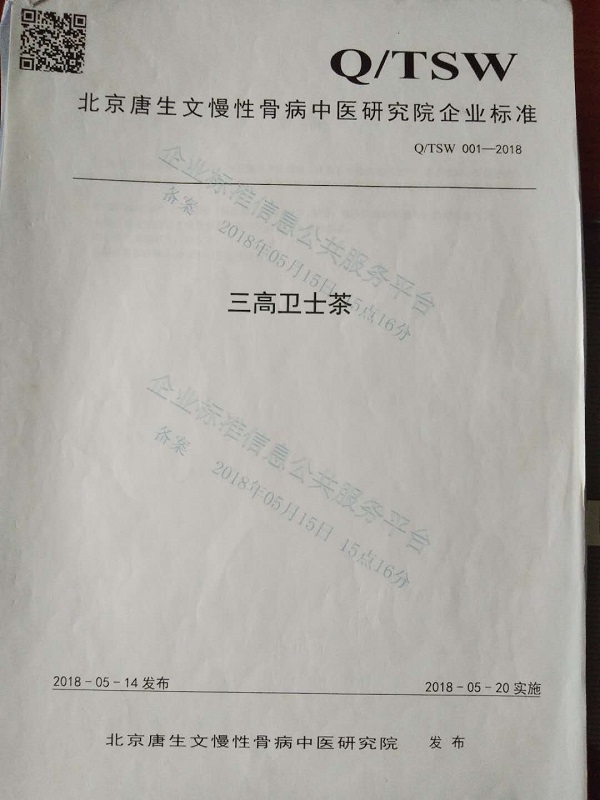 Q/TSW
北京唐生文慢性骨病中医研究院企业标准
Q/TSW 001—2018
企业标准信息公共服务平台
备案 2018年05月15日 15点16分
三高卫士茶
企业标准信息公共服务平台
备案 2018年05月15日 15点16分
2018－05－14发布
2018－05－20实施
北京唐生文慢性骨病中医研究院 发布